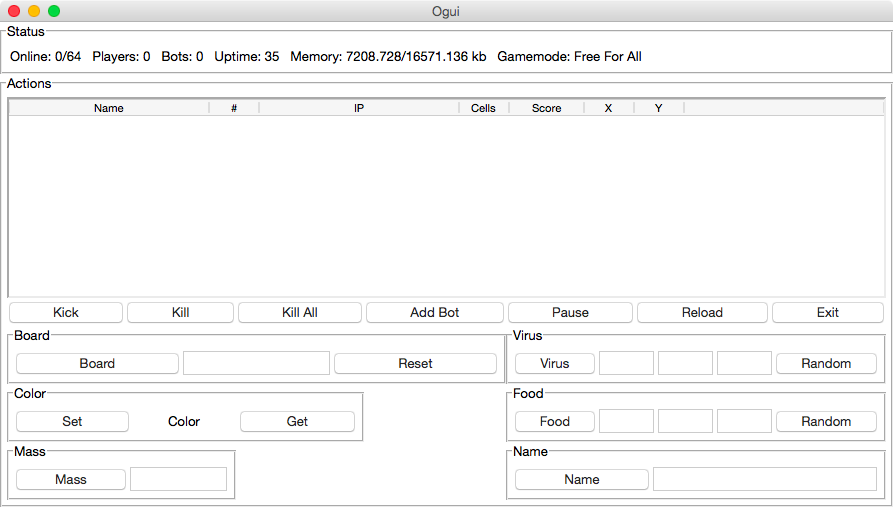 Ogui
Status
Online: 0/64 Players: 0 Bots: 0 Uptime: 35 Memory: 7208.728/16571.136 kb Gamemode: Free For All
Actions
Name # IP Cells Score X Y
Kick Kill Kill All Add Bot Pause Reload Exit
Board Virus
Board Reset Virus Random
Color Food
Set Color Get Food Random
Mass Name
Mass Name